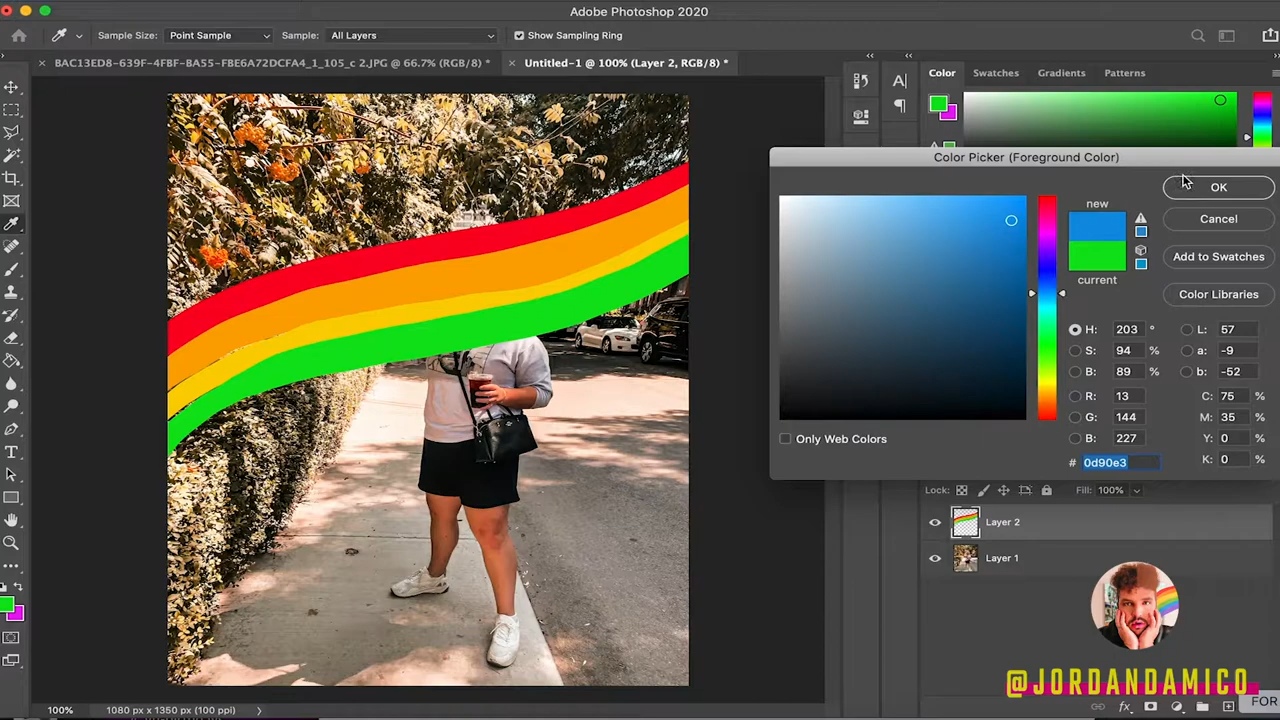 Adobe Photoshop 2020
Sample Size: Point Sample Sample: All Layers Show Sampling Ring
BAC13ED8-639F-4FBF-BA55-FBE6A72DCFA4_1_105_c 2.JPG @ 66.7% (RGB/8) *
Untitled-1 @ 100% (Layer 2, RGB/8) *
Color Swatches Gradients Patterns
Color Picker (Foreground Color)
new
current
OK
Cancel
Add to Swatches
Color Libraries
H: 203 °
S: 94 %
B: 89 %
R: 13
G: 144
B: 227
L: 57
a: -9
b: -52
C: 75 %
M: 35 %
Y: 0 %
K: 0 %
Only Web Colors
# 0d90e3
Lock: Fill: 100%
Layer 2
Layer 1
@JORDANDAMICO
FOR
100% 1080 px x 1350 px (100 ppi)